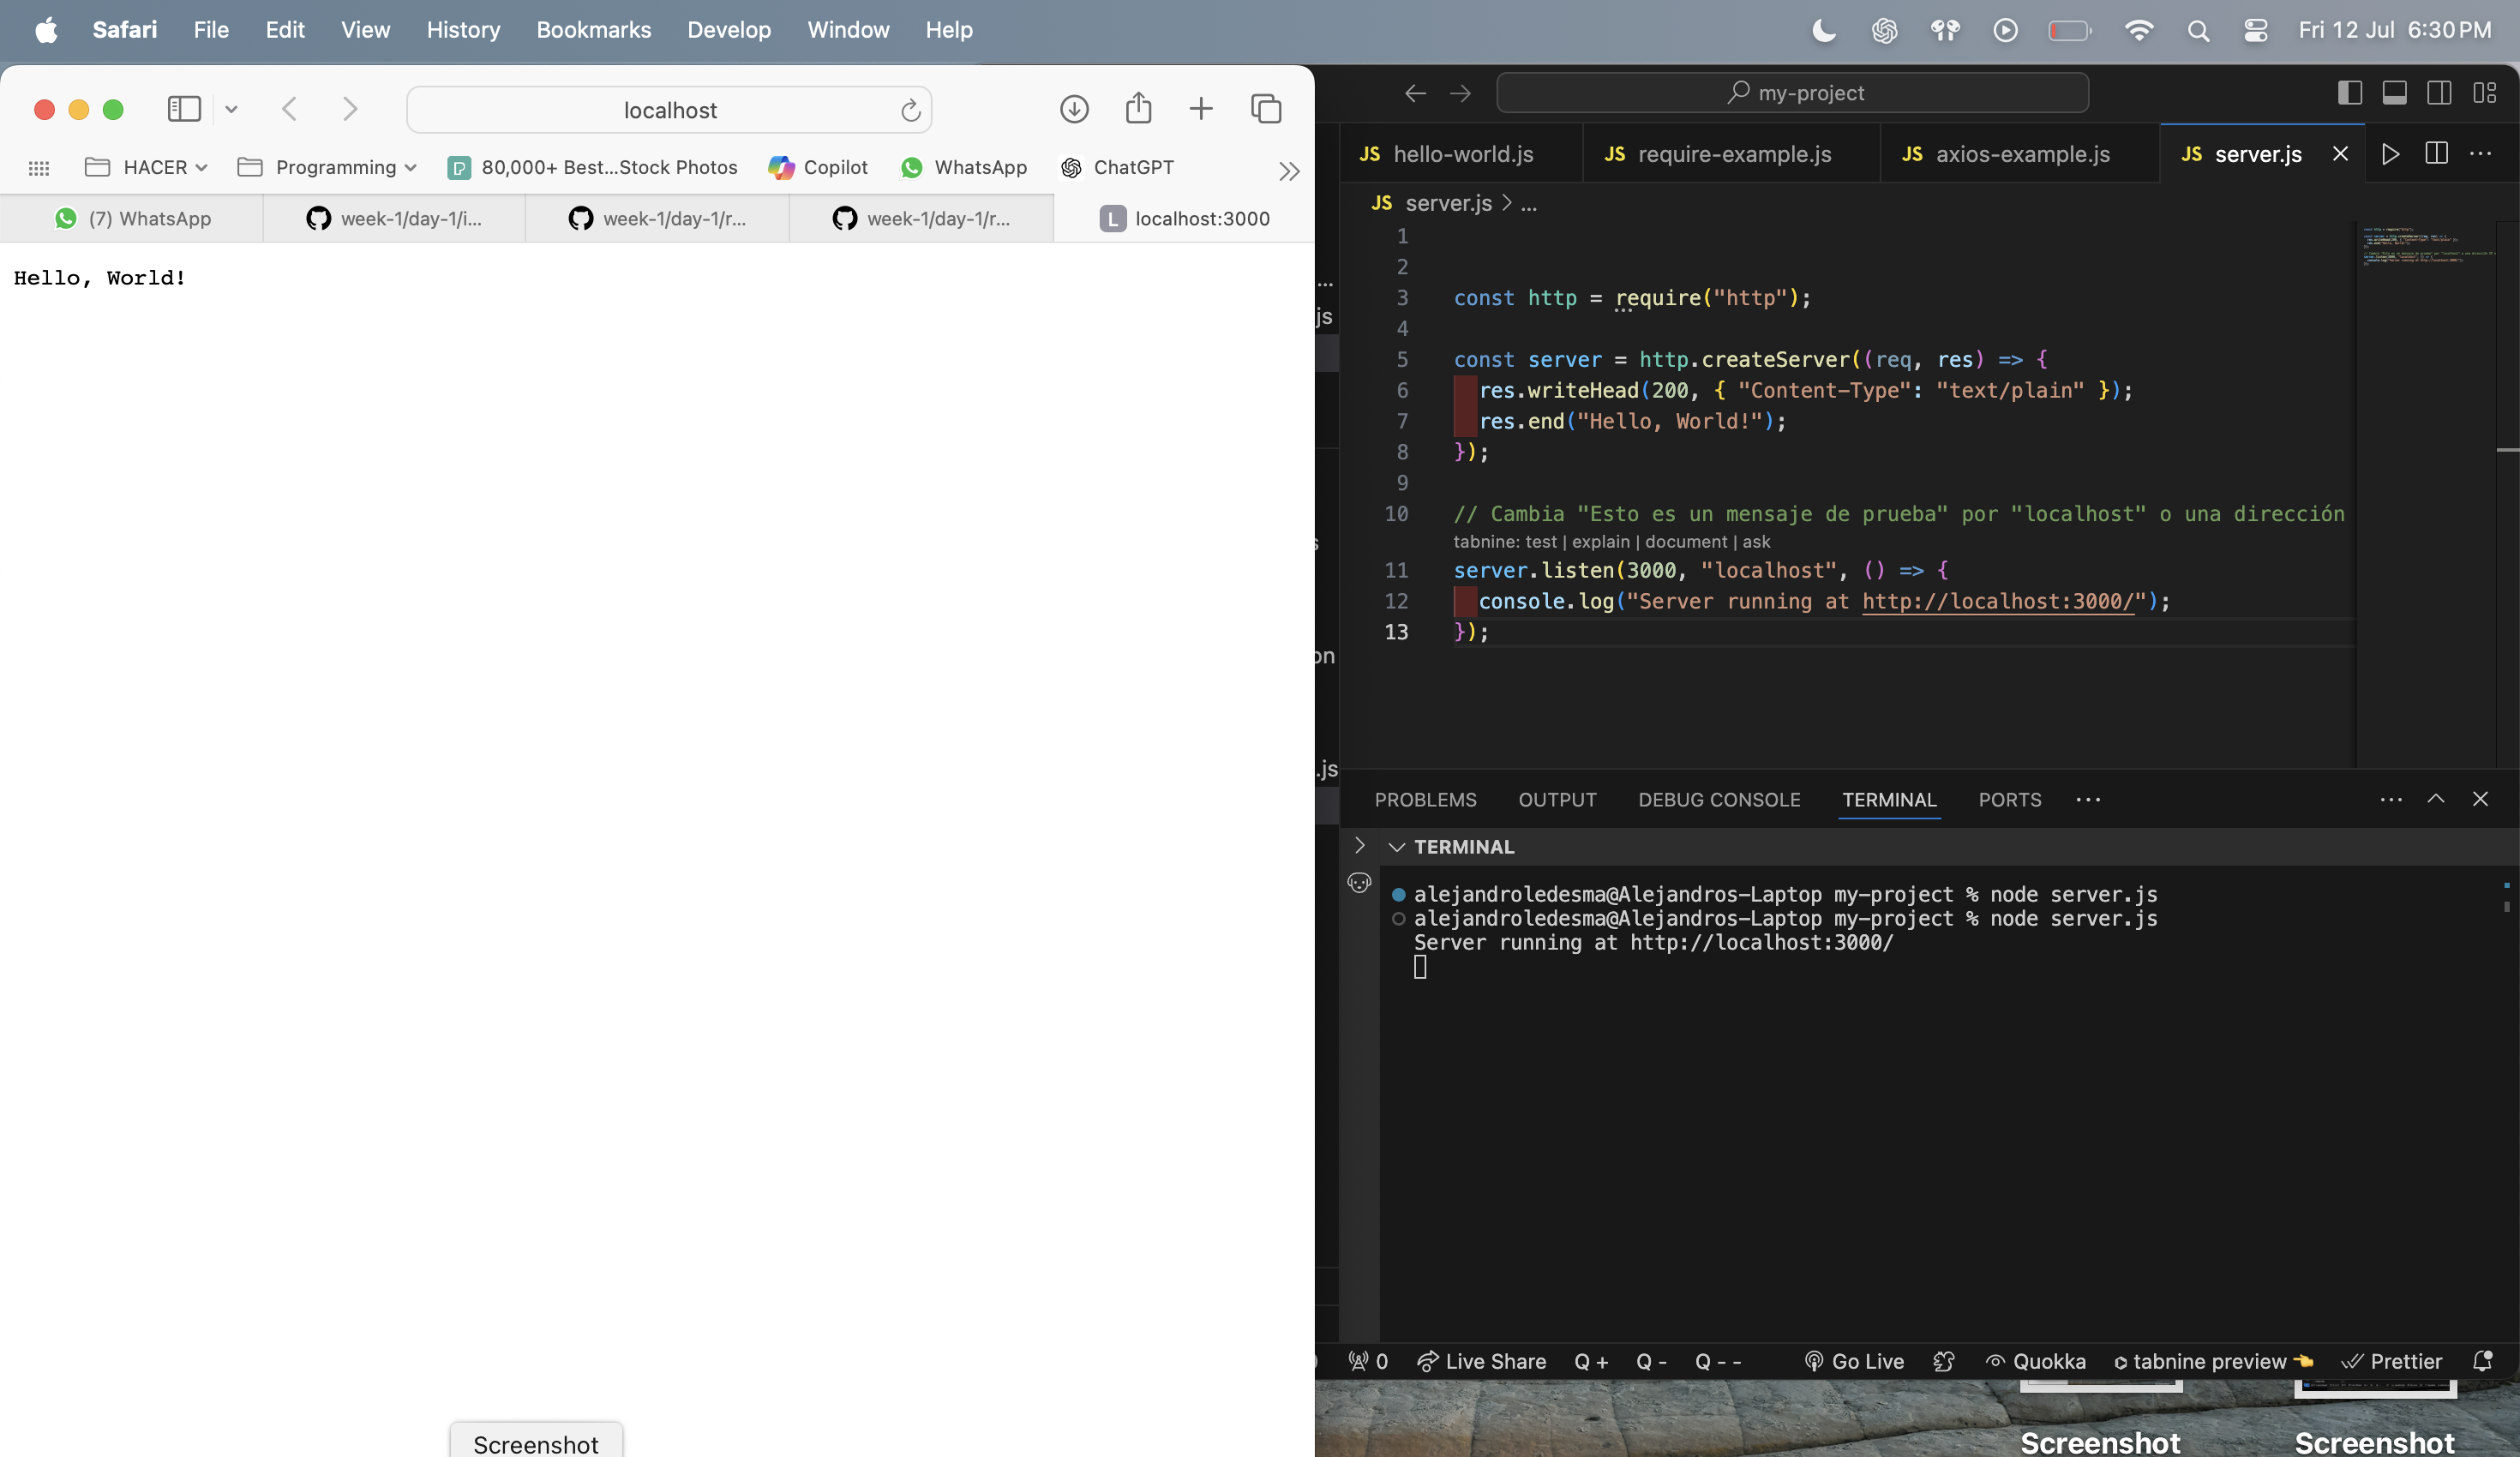 Safari File Edit View History Bookmarks Develop Window Help Fri 12 Jul 6:30 PM
localhost
HACER Programming 80,000+ Best...Stock Photos Copilot WhatsApp ChatGPT
(7) WhatsApp week-1/day-1/i... week-1/day-1/r... week-1/day-1/r... L localhost:3000
Hello, World!
my-project
JS hello-world.js JS require-example.js JS axios-example.js JS server.js
JS server.js > ...
1
2
3 const http = require("http");
4
5 const server = http.createServer((req, res) => {
6 res.writeHead(200, { "Content-Type": "text/plain" });
7 res.end("Hello, World!");
8 });
9
10 // Cambia "Esto es un mensaje de prueba" por "localhost" o una dirección
tabnine: test | explain | document | ask
11 server.listen(3000, "localhost", () => {
12 console.log("Server running at http://localhost:3000/");
13 });
...
js
on
.js
PROBLEMS OUTPUT DEBUG CONSOLE TERMINAL PORTS ...
TERMINAL
alejandroledesma@Alejandros-Laptop my-project % node server.js
alejandroledesma@Alejandros-Laptop my-project % node server.js
Server running at http://localhost:3000/
0 Live Share Q + Q - Q - - Go Live Quokka tabnine preview Prettier
Screenshot
Screenshot Screenshot